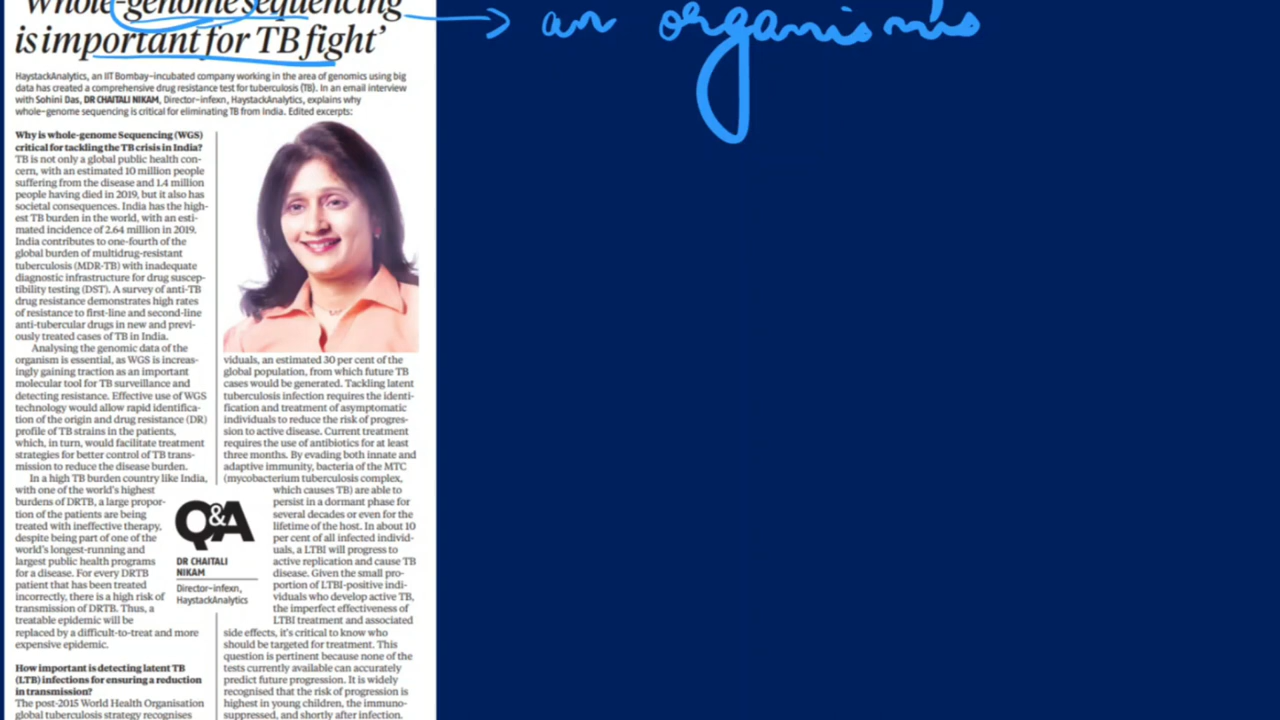 'Whole-genome sequencing
is important for TB fight'
an organism's
HaystackAnalytics, an IIT Bombay-incubated company working in the area of genomics using big
data has created a comprehensive drug resistance test for tuberculosis (TB). In an email interview
with Sohini Das, DR CHAITALI NIKAM, Director-infexn, HaystackAnalytics, explains why
whole-genome sequencing is critical for eliminating TB from India. Edited excerpts:
Why is whole-genome Sequencing (WGS)
critical for tackling the TB crisis in India?
TB is not only a global public health con-
cern, with an estimated 10 million people
suffering from the disease and 1.4 million
people having died in 2019, but it also has
societal consequences. India has the high-
est TB burden in the world, with an esti-
mated incidence of 2.64 million in 2019.
India contributes to one-fourth of the
global burden of multidrug-resistant
tuberculosis (MDR-TB) with inadequate
diagnostic infrastructure for drug suscep-
tibility testing (DST). A survey of anti-TB
drug resistance demonstrates high rates
of resistance to first-line and second-line
anti-tubercular drugs in new and previ-
ously treated cases of TB in India.
Analysing the genomic data of the
organism is essential, as WGS is increas-
ingly gaining traction as an important
molecular tool for TB surveillance and
detecting resistance. Effective use of WGS
technology would allow rapid identifica-
tion of the origin and drug resistance (DR)
profile of TB strains in the patients,
which, in turn, would facilitate treatment
strategies for better control of TB trans-
mission to reduce the disease burden.
In a high TB burden country like India,
with one of the world's highest
burdens of DRTB, a large propor-
tion of the patients are being
treated with ineffective therapy,
despite being part of one of the
world's longest-running and
largest public health programs
for a disease. For every DRTB
patient that has been treated
incorrectly, there is a high risk of
transmission of DRTB. Thus, a
treatable epidemic will be
replaced by a difficult-to-treat and more
expensive epidemic.
How important is detecting latent TB
(LTB) infections for ensuring a reduction
in transmission?
The post-2015 World Health Organisation
global tuberculosis strategy recognises
Q&A
DR CHAITALI
NIKAM
Director-infexn,
HaystackAnalytics
viduals, an estimated 30 per cent of the
global population, from which future TB
cases would be generated. Tackling latent
tuberculosis infection requires the identi-
fication and treatment of asymptomatic
individuals to reduce the risk of progres-
sion to active disease. Current treatment
requires the use of antibiotics for at least
three months. By evading both innate and
adaptive immunity, bacteria of the MTC
(mycobacterium tuberculosis complex,
which causes TB) are able to
persist in a dormant phase for
several decades or even for the
lifetime of the host. In about 10
per cent of all infected individ-
uals, a LTBI will progress to
active replication and cause TB
disease. Given the small pro-
portion of LTBI-positive indi-
viduals who develop active TB,
the imperfect effectiveness of
LTBI treatment and associated
side effects, it's critical to know who
should be targeted for treatment. This
question is pertinent because none of the
tests currently available can accurately
predict future progression. It is widely
recognised that the risk of progression is
highest in young children, the immuno-
suppressed, and shortly after infection.